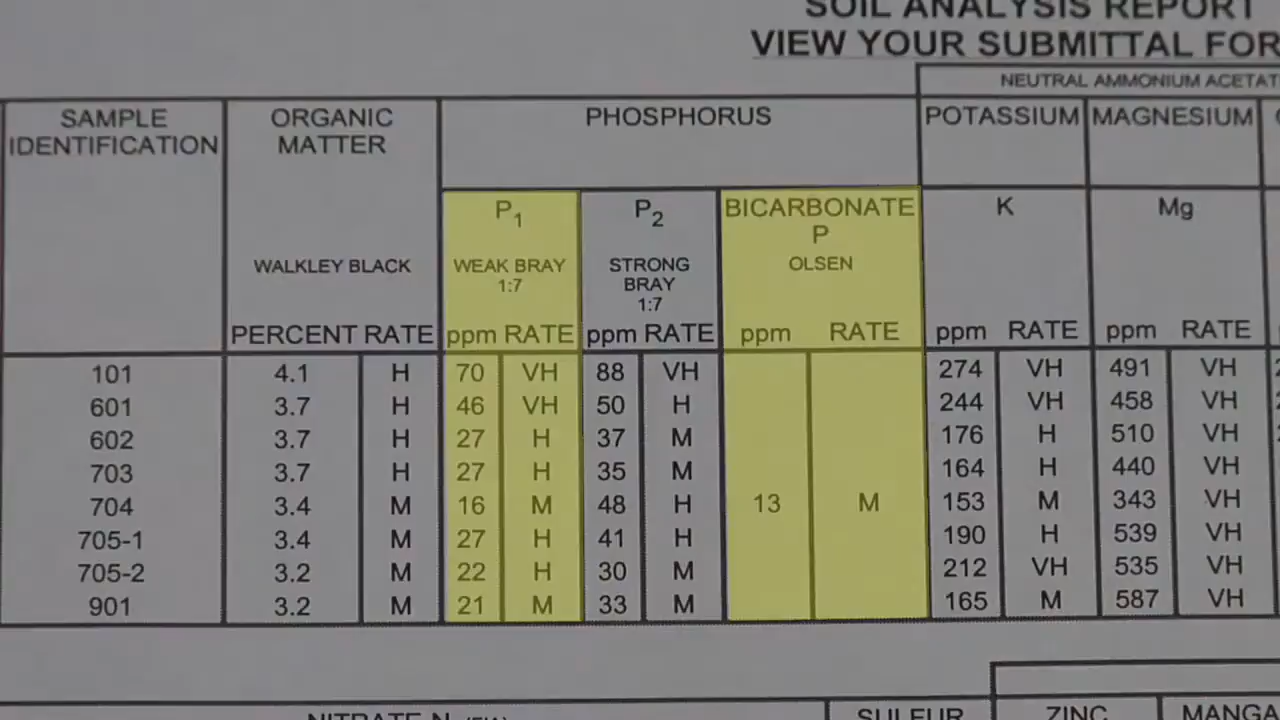 SOIL ANALYSIS REPORT
VIEW YOUR SUBMITTAL FOR
NEUTRAL AMMONIUM ACETAT
SAMPLE IDENTIFICATION ORGANIC MATTER PHOSPHORUS POTASSIUM MAGNESIUM
P1 P2 BICARBONATE P K Mg
WALKLEY BLACK WEAK BRAY 1:7 STRONG BRAY 1:7 OLSEN
PERCENT RATE ppm RATE ppm RATE ppm RATE ppm RATE ppm RATE
101 4.1 H 70 VH 88 VH 274 VH 491 VH
601 3.7 H 46 VH 50 H 244 VH 458 VH
602 3.7 H 27 H 37 M 176 H 510 VH
703 3.7 H 27 H 35 M 164 H 440 VH
704 3.4 M 16 M 48 H 13 M 153 M 343 VH
705-1 3.4 M 27 H 41 H 190 H 539 VH
705-2 3.2 M 22 H 30 M 212 VH 535 VH
901 3.2 M 21 M 33 M 165 M 587 VH
SULFUR ZINC MANGA